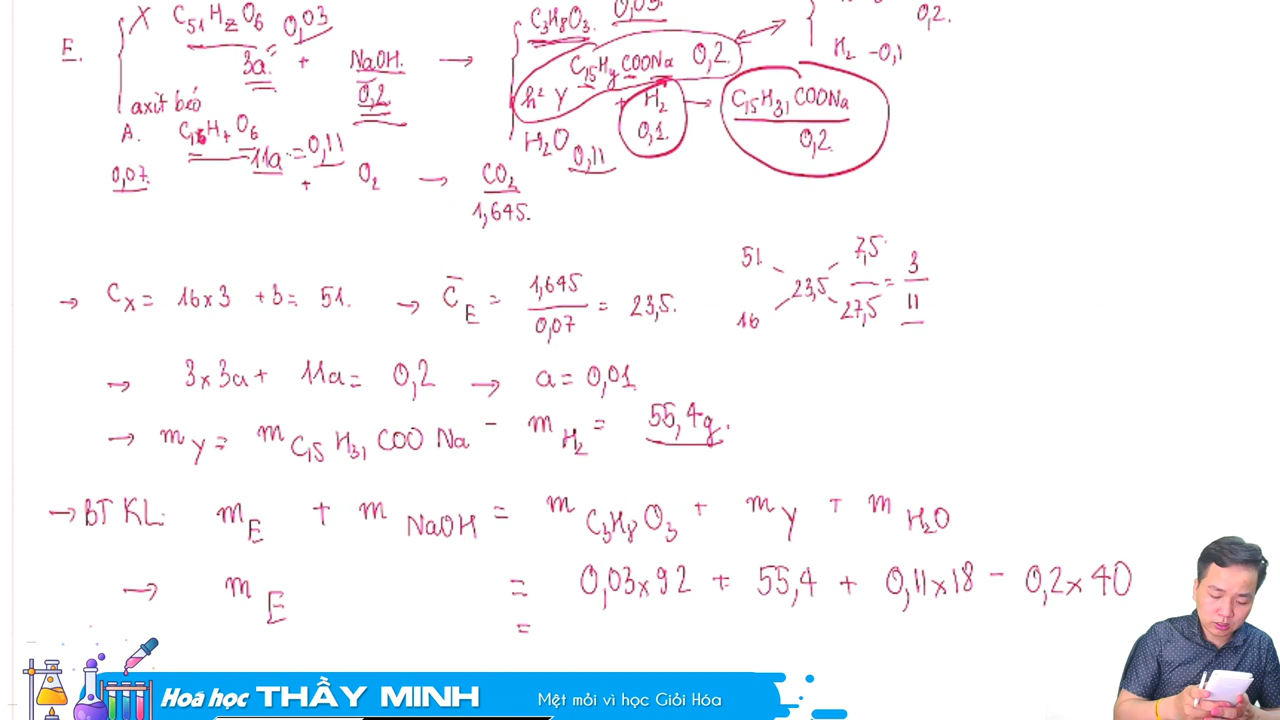 X C51HzO6 0,03
C3H8O3 0,03
0,2.
E.
3a = + NaOH → C15HyCOONa 0,2
H2 - 0,1
0,2
axit béo
h² Y + H2 0,1 → C15H31COONa 0,2.
A. C16HtO6
H2O 0,11
0,07. 11a = 0,11 + O2 → CO2 1,645.
→ CX = 16x3 + 3 = 51. → CE = 1,645 / 0,07 = 23,5.
51 7,5
23,5 = 3 / 11
16 27,5
→ 3x3a + 11a = 0,2 → a = 0,01
→ mY = mC15H31COONa - mH2 = 55,4g.
→ BTKL: mE + mNaOH = mC3H8O3 + mY + mH2O
→ mE = 0,03x92 + 55,4 + 0,11x18 - 0,2x40
=
Hoá học THẦY MINH Mệt mỏi vì học Giỏi Hóa